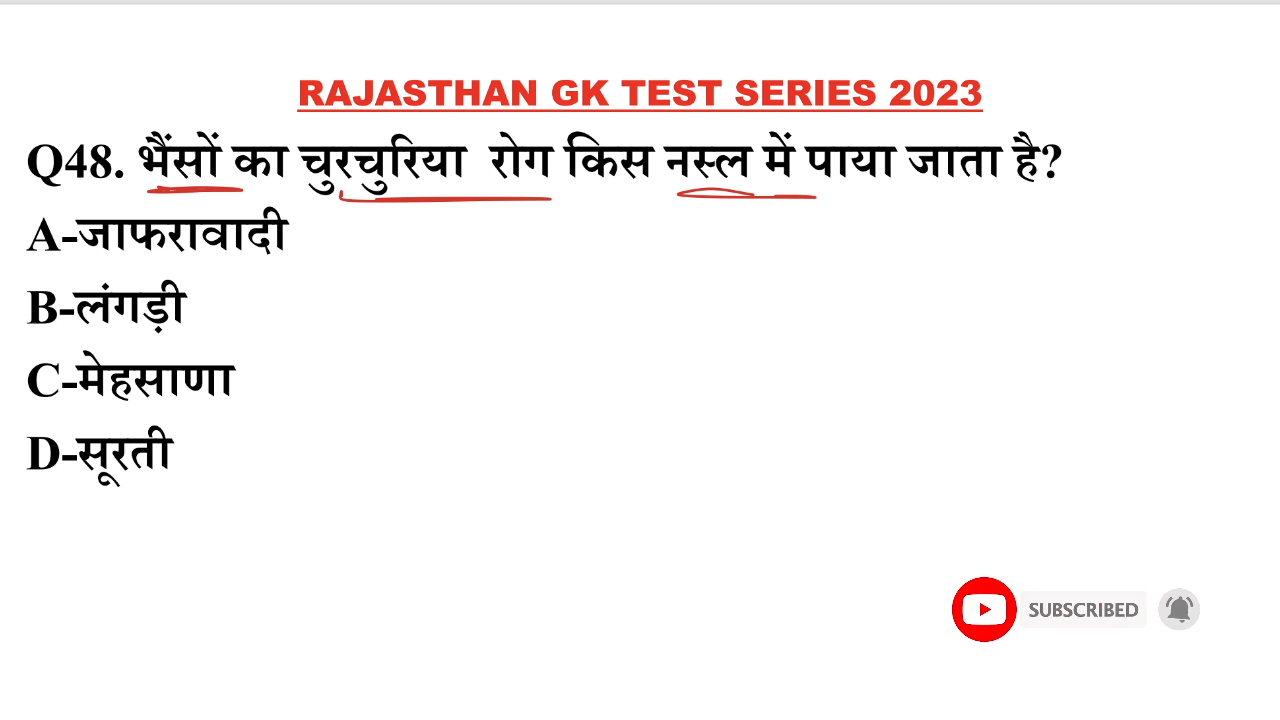 RAJASTHAN GK TEST SERIES 2023
Q48. भैंसों का चुरचुरिया रोग किस नस्ल में पाया जाता है?
A-जाफरावादी
B-लंगड़ी
C-मेहसाणा
D-सूरती
SUBSCRIBED